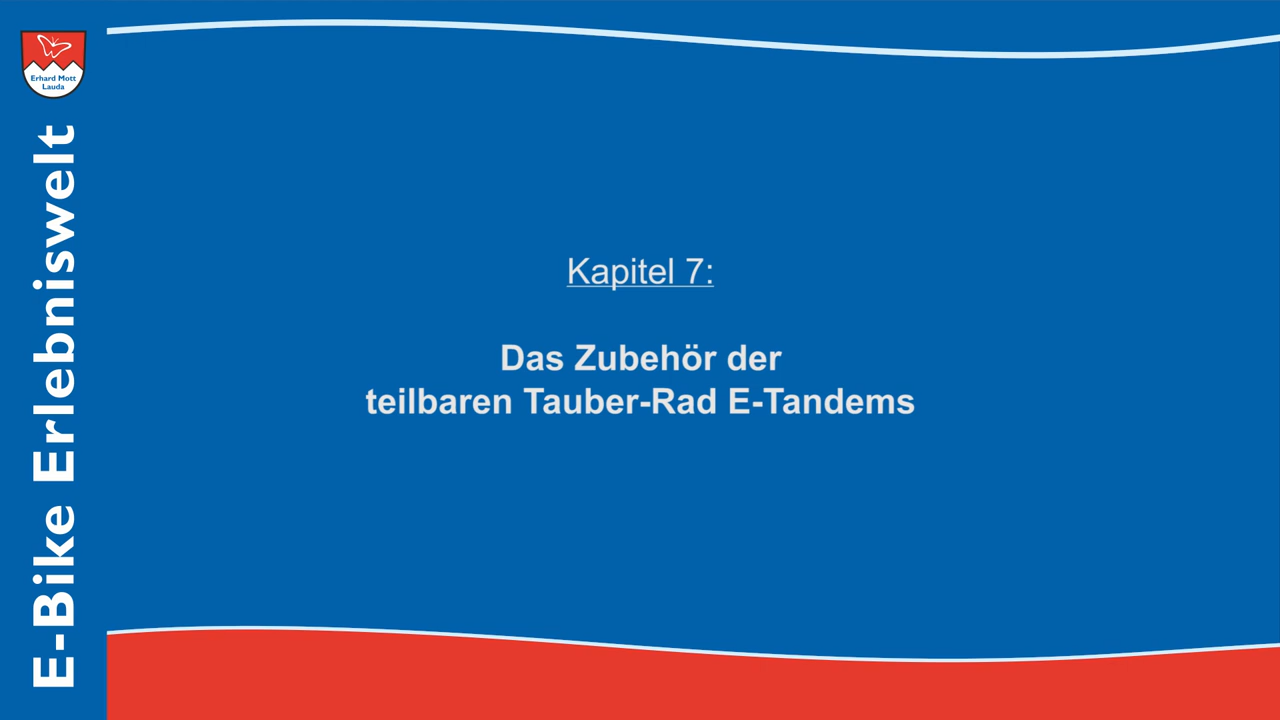 Erhard Mott
Lauda
E-Bike Erlebniswelt
Kapitel 7:
Das Zubehör der
teilbaren Tauber-Rad E-Tandems